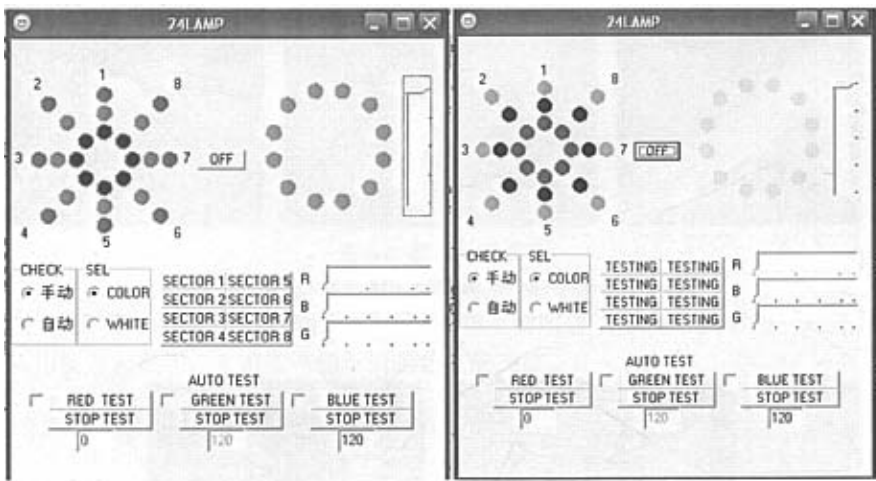 24LAMP
1
2 8
3 7 OFF
4 6
5
CHECK SEL
手动 COLOR
自动 WHITE
SECTOR 1 SECTOR 5 R
SECTOR 2 SECTOR 6 B
SECTOR 3 SECTOR 7
SECTOR 4 SECTOR 8 G
AUTO TEST
RED TEST GREEN TEST BLUE TEST
STOP TEST STOP TEST STOP TEST
0 120 120
24LAMP
1
2 8
3 7 OFF
4 6
5
CHECK SEL
手动 COLOR
自动 WHITE
TESTING TESTING R
TESTING TESTING B
TESTING TESTING
TESTING TESTING G
AUTO TEST
RED TEST GREEN TEST BLUE TEST
STOP TEST STOP TEST STOP TEST
0 120 120